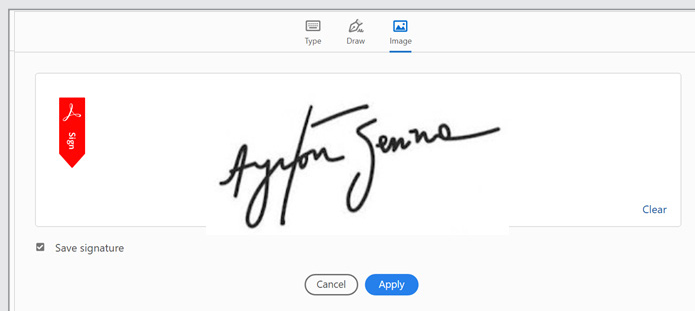 Type Draw Image
Sign
Ayrton Senna
Clear
Save signature
Cancel Apply